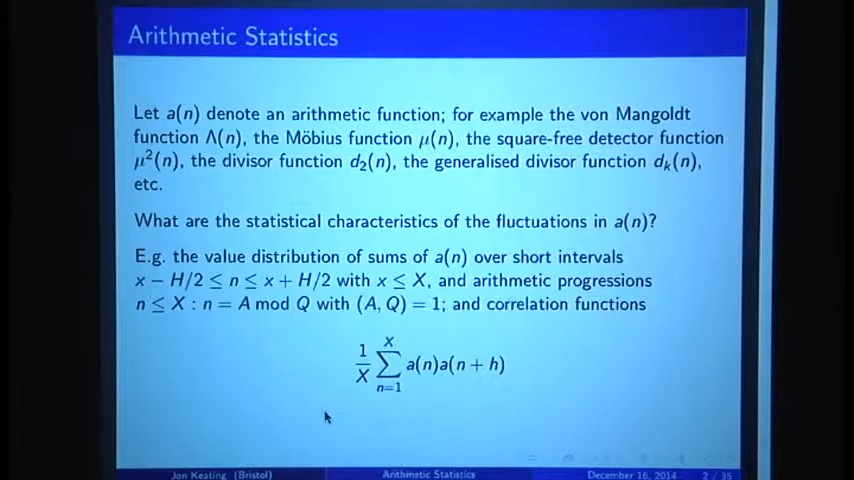 Arithmetic Statistics
Let a(n) denote an arithmetic function; for example the von Mangoldt
function Λ(n), the Möbius function μ(n), the square-free detector function
μ²(n), the divisor function d₂(n), the generalised divisor function dₖ(n),
etc.
What are the statistical characteristics of the fluctuations in a(n)?
E.g. the value distribution of sums of a(n) over short intervals
x − H/2 ≤ n ≤ x + H/2 with x ≤ X, and arithmetic progressions
n ≤ X : n = A mod Q with (A, Q) = 1; and correlation functions
1/X ∑_{n=1}^{X} a(n)a(n + h)
Jon Keating (Bristol) Arithmetic Statistics December 16, 2014 2 / 35